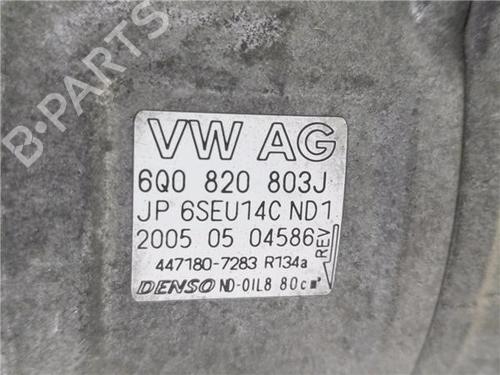 B-PARTS
VW AG
6Q0 820 803J
JP 6SEU14C ND1
2005 05 04586
REV
447180-7283 R134a
DENSO ND-OIL8 80cm³